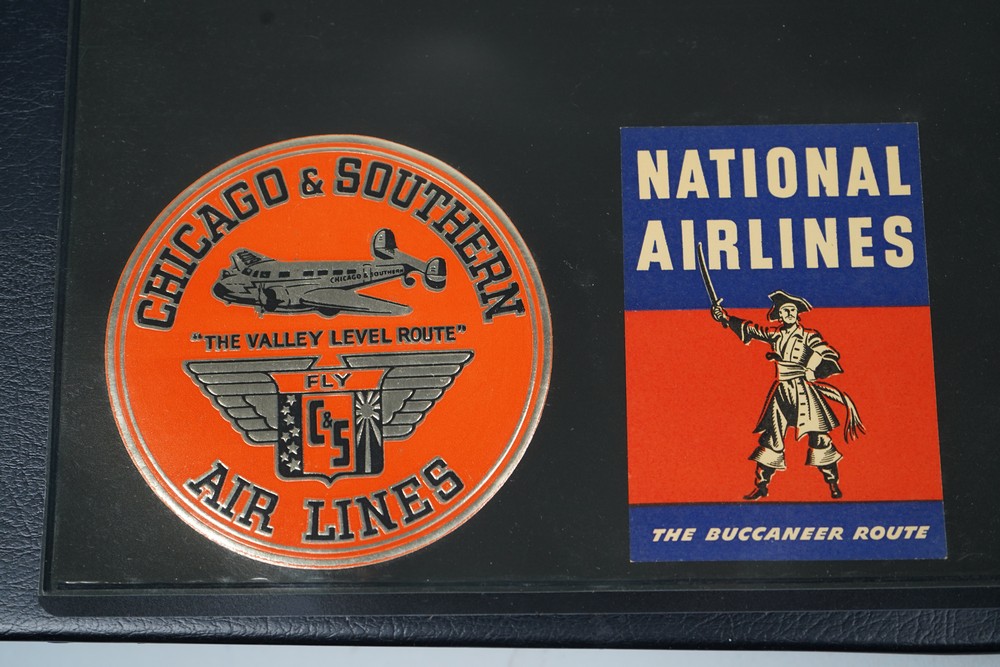 CHICAGO & SOUTHERN
CHICAGO & SOUTHERN
"THE VALLEY LEVEL ROUTE"
FLY
C&S
AIR LINES
NATIONAL
AIRLINES
THE BUCCANEER ROUTE